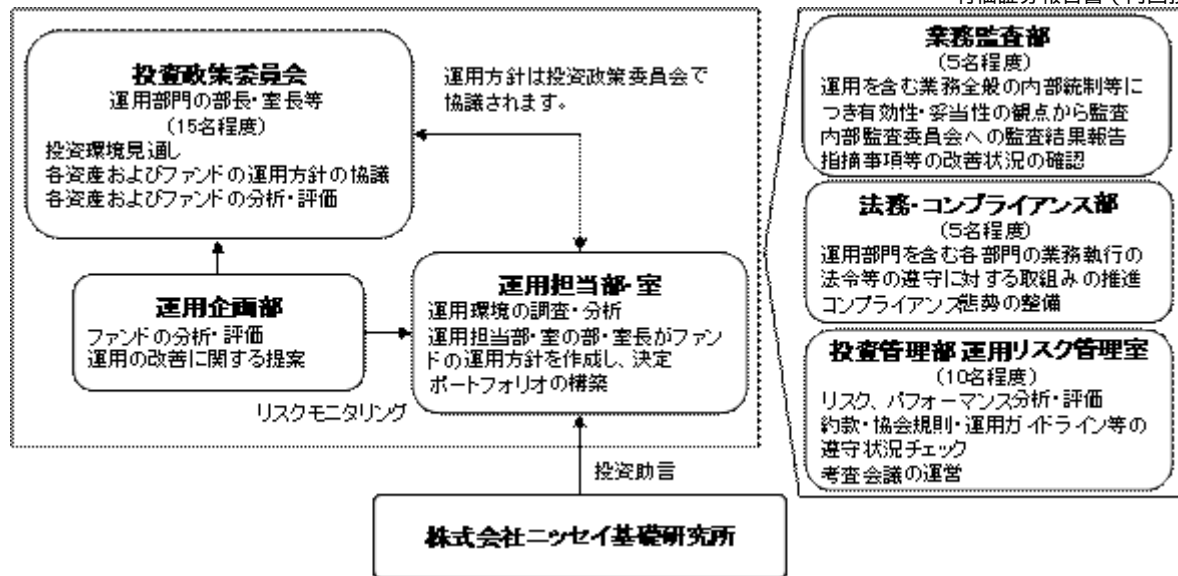 投資政策委員会
運用部門の部長・室長等
(15名程度)
投資環境見通し
各資産およびファンドの運用方針の協議
各資産およびファンドの分析・評価
運用方針は投資政策委員会で
協議されます。
運用企画部
ファンドの分析・評価
運用の改善に関する提案
運用担当部・室
運用環境の調査・分析
運用担当部・室の部・室長がファン
ドの運用方針を作成し、決定
ポートフォリオの構築
リスクモニタリング
投資助言
株式会社ニッセイ基礎研究所
業務監査部
(5名程度)
運用を含む業務全般の内部統制等に
つき有効性・妥当性の観点から監査
内部監査委員会への監査結果報告
指摘事項等の改善状況の確認
法務・コンプライアンス部
(5名程度)
運用部門を含む各部門の業務執行の
法令等の遵守に対する取組みの推進
コンプライアンス態勢の整備
投資管理部 運用リスク管理室
(10名程度)
リスク、パフォーマンス分析・評価
約款・協会規則・運用ガイドライン等の
遵守状況チェック
考査会議の運営